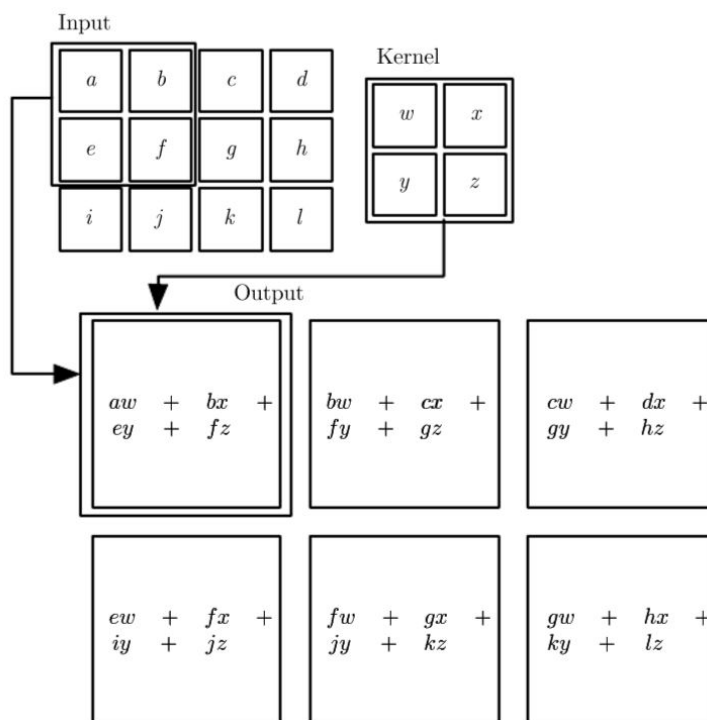 Input
a b c d
e f g h
i j k l
Kernel
w x
y z
Output
aw + bx +
ey + fz
bw + cx +
fy + gz
cw + dx +
gy + hz
ew + fx +
iy + jz
fw + gx +
jy + kz
gw + hx +
ky + lz